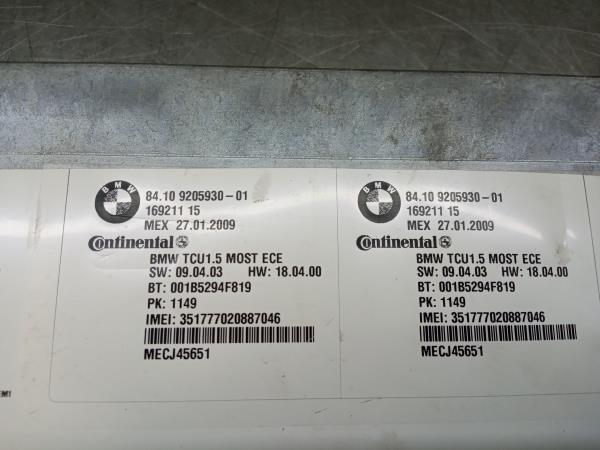 BMW
84.10 9205930-01
169211 15
MEX 27.01.2009
Continental
BMW TCU1.5 MOST ECE
SW: 09.04.03 HW: 18.04.00
BT: 001B5294F819
PK: 1149
IMEI: 351777020887046
MECJ45651
BMW
84.10 9205930-01
169211 15
MEX 27.01.2009
Continental
BMW TCU1.5 MOST ECE
SW: 09.04.03 HW: 18.04.00
BT: 001B5294F819
PK: 1149
IMEI: 351777020887046
MECJ45651